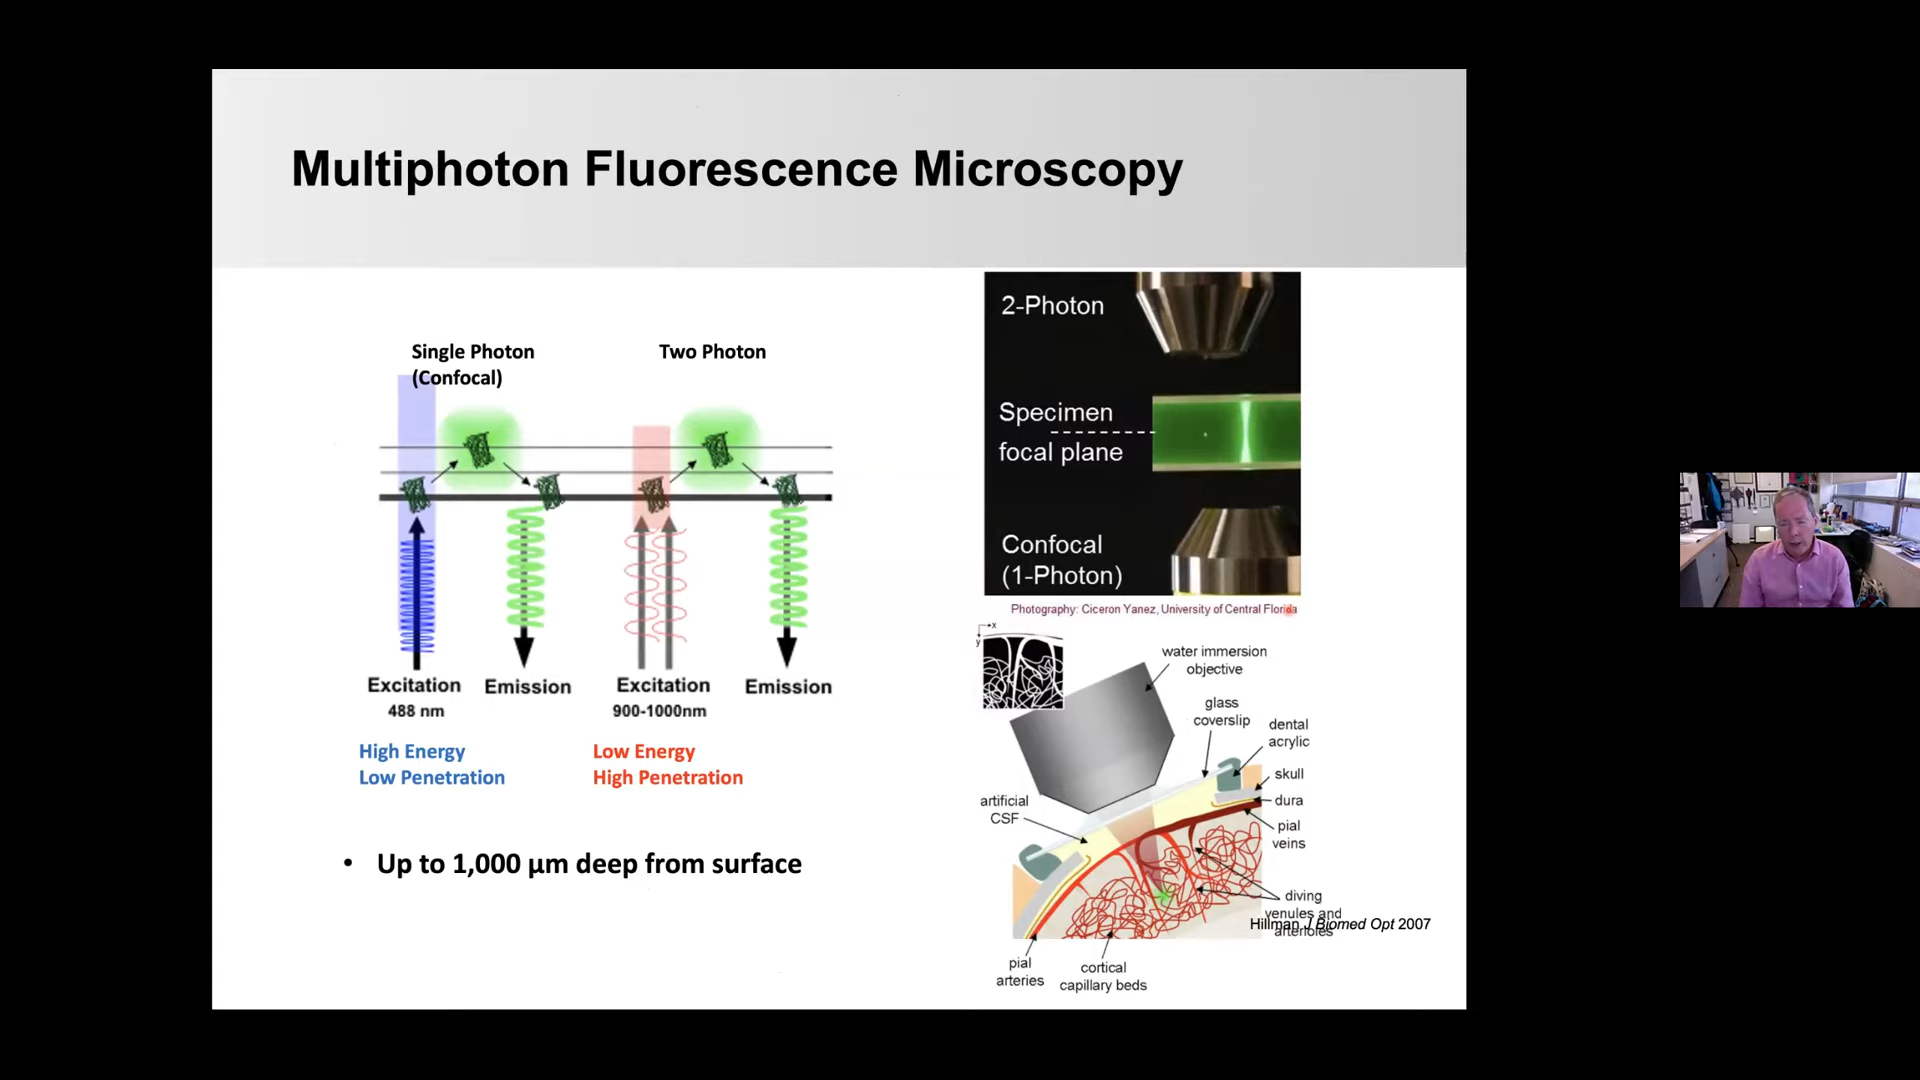 Multiphoton Fluorescence Microscopy
Single Photon
(Confocal)
Two Photon
Excitation
488 nm
Emission
Excitation
900-1000nm
Emission
High Energy
Low Penetration
Low Energy
High Penetration
• Up to 1,000 µm deep from surface
2-Photon
Specimen
focal plane
Confocal
(1-Photon)
Photography: Ciceron Yanez, University of Central Florida
x
y
water immersion
objective
glass
coverslip
dental
acrylic
skull
dura
pial
veins
artificial
CSF
diving
venules and
arterioles
Hillman J Biomed Opt 2007
pial
arteries
cortical
capillary beds